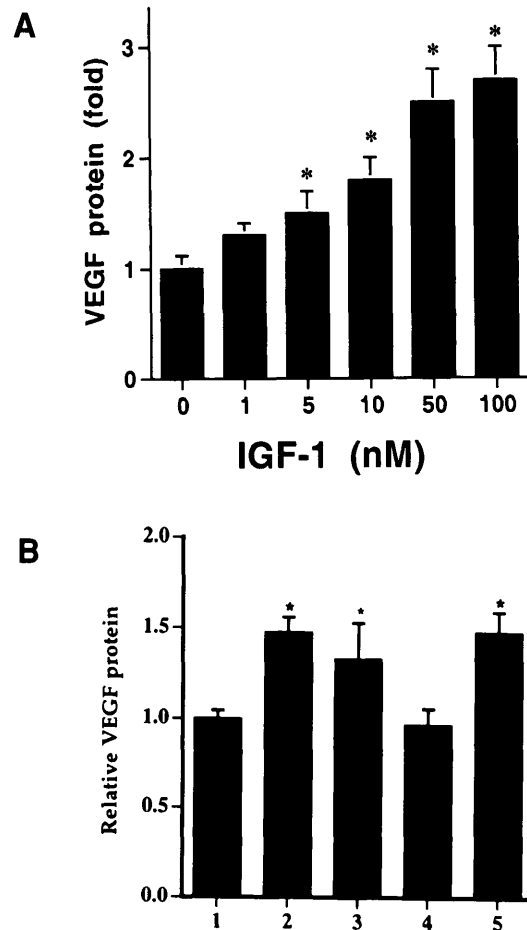 A
VEGF protein (fold)
3
2
1
0
* * * *
0 1 5 10 50 100
IGF-1 (nM)
B
Relative VEGF protein
2.0
1.5
1.0
0.5
0.0
* * *
1 2 3 4 5